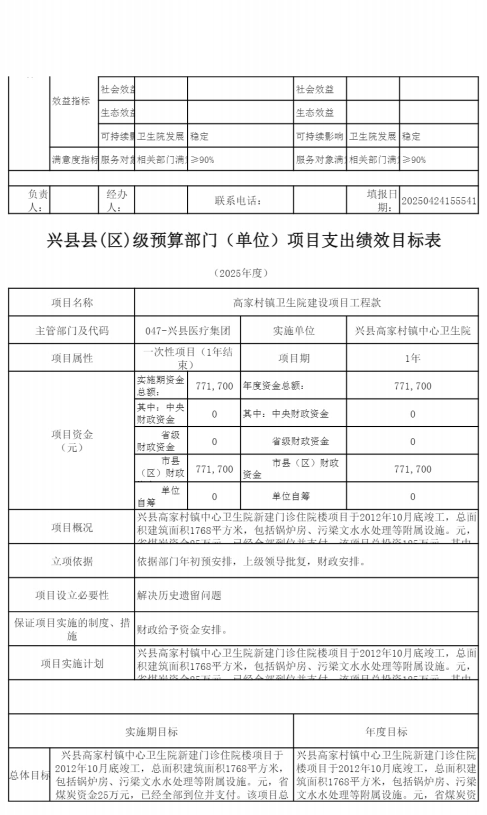 效益指标
社会效益
社会效益
生态效益
生态效益
可持续影 卫生院发展 稳定
可持续影响 卫生院发展 稳定
满意度指标 服务对 相关部门满 ≥90%
服务对象满 相关部门满 ≥90%
负责人：
经办人：
联系电话：
填报日期：
20250424155541
兴县县(区)级预算部门（单位）项目支出绩效目标表
（2025年度）
项目名称
高家村镇卫生院建设项目工程款
主管部门及代码
047-兴县医疗集团
实施单位
兴县高家村镇中心卫生院
项目属性
一次性项目（1年结
束）
项目期
1年
项目资金
（元）
实施期资金
总额：
771,700
年度资金总额：
771,700
其中：中央
财政资金
0
其中：中央财政资金
0
省级
财政资金
0
省级财政资金
0
市县
（区）财政
771,700
市县（区）财政
资金
771,700
单位
自筹
0
单位自筹
0
项目概况
兴县高家村镇中心卫生院新建门诊住院楼项目于2012年10月底竣工，总面
积建筑面积1768平方米，包括锅炉房、污梁文水水处理等附属设施。元，
立项依据
依据部门年初预安排，上级领导批复，财政安排。
项目设立必要性
解决历史遗留问题
保证项目实施的制度、措
施
财政给予资金安排。
项目实施计划
兴县高家村镇中心卫生院新建门诊住院楼项目于2012年10月底竣工，总面
积建筑面积1768平方米，包括锅炉房、污梁文水水处理等附属设施。元，
实施期目标
年度目标
总体目标
兴县高家村镇中心卫生院新建门诊住院楼项目于
2012年10月底竣工，总面积建筑面积1768平方米，
包括锅炉房、污梁文水水处理等附属设施。元，省
煤炭资金25万元，已经全部到位并支付。该项目总
兴县高家村镇中心卫生院新建门诊住院
楼项目于2012年10月底竣工，总面积建
筑面积1768平方米，包括锅炉房、污梁
文水水处理等附属设施。元，省煤炭资